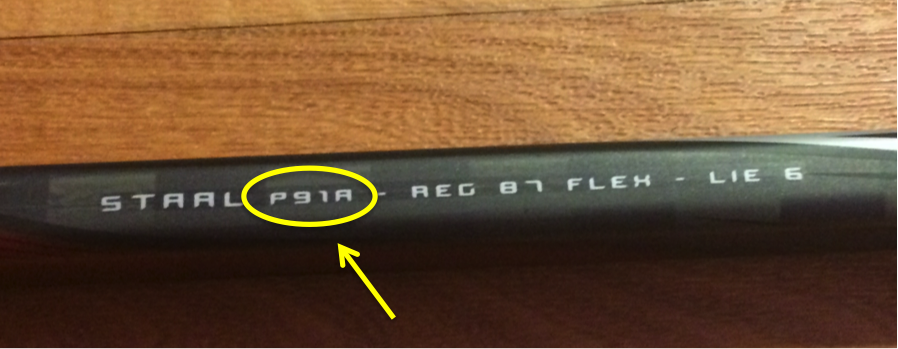 STAAL P91A - REG 87 FLEX - LIE 6